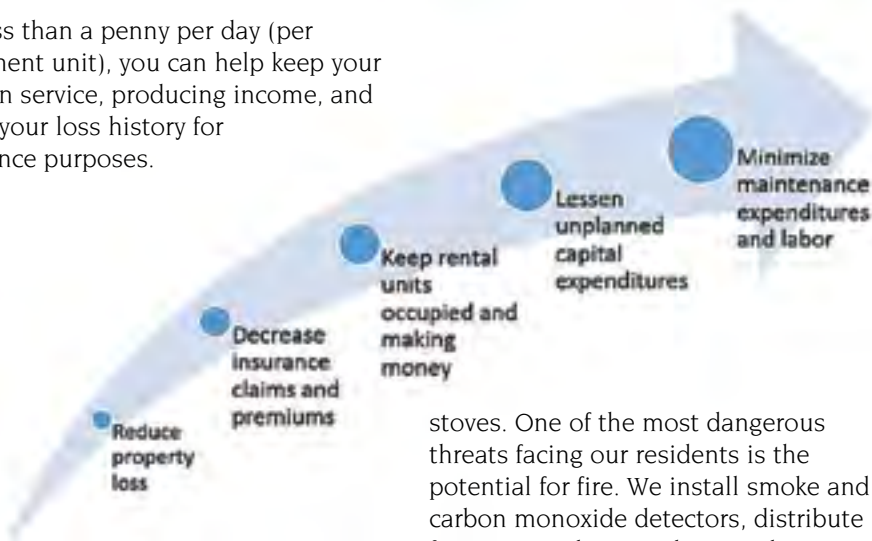 ss than a penny per day (per
ment unit), you can help keep your
n service, producing income, and
your loss history for
nce purposes.
Reduce
property
loss
Decrease
insurance
claims and
premiums
Keep rental
units
occupied and
making
money
Lessen
unplanned
capital
expenditures
Minimize
maintenance
expenditures
and labor
stoves. One of the most dangerous
threats facing our residents is the
potential for fire. We install smoke and
carbon monoxide detectors, distribute